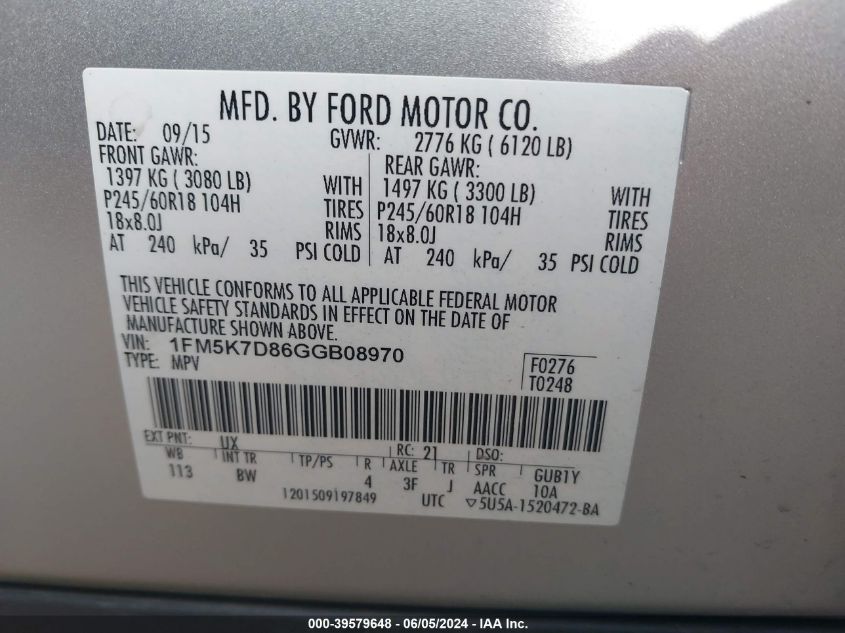 MFD. BY FORD MOTOR CO.
DATE: 09/15 GVWR: 2776 KG ( 6120 LB)
FRONT GAWR: REAR GAWR:
1397 KG ( 3080 LB) WITH 1497 KG ( 3300 LB) WITH
P245/60R18 104H TIRES P245/60R18 104H TIRES
18x8.0J RIMS 18x8.0J RIMS
AT 240 kPa/ 35 PSI COLD AT 240 kPa/ 35 PSI COLD
THIS VEHICLE CONFORMS TO ALL APPLICABLE FEDERAL MOTOR
VEHICLE SAFETY STANDARDS IN EFFECT ON THE DATE OF
MANUFACTURE SHOWN ABOVE.
VIN: 1FM5K7D86GGB08970
TYPE: MPV
F0276
T0248
EXT PNT: UX RC: 21 DSO:
WB INT TR TP/PS R AXLE TR SPR GUB1Y
113 BW 4 3F J AACC 10A
1201509197849 UTC ▽5U5A-1520472-BA
000-39579648 - 06/05/2024 - IAA Inc.